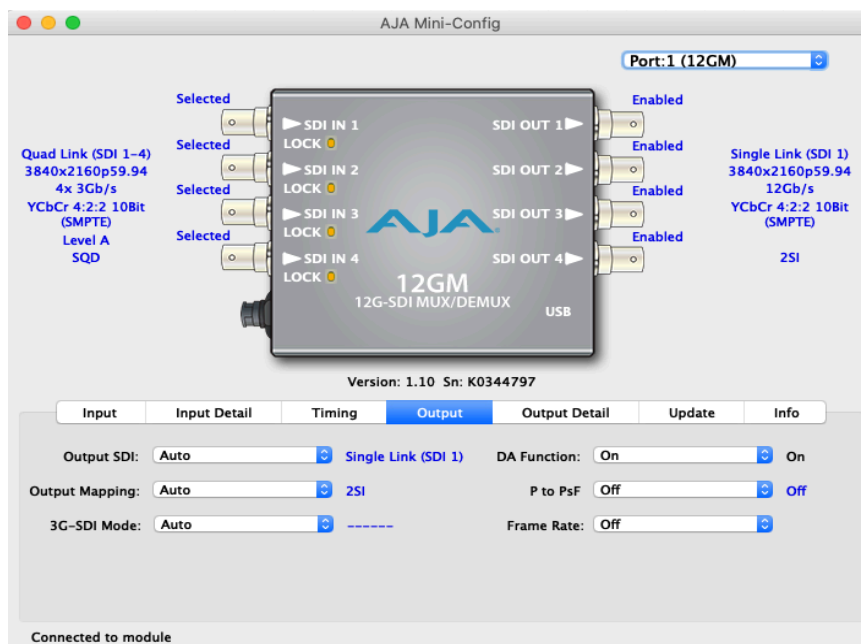 AJA Mini-Config
Port:1 (12GM)
Selected
Selected
Selected
Selected
Quad Link (SDI 1-4)
3840x2160p59.94
4x 3Gb/s
YCbCr 4:2:2 10Bit
(SMPTE)
Level A
SQD
SDI IN 1
LOCK
SDI IN 2
LOCK
SDI IN 3
LOCK
SDI IN 4
LOCK
SDI OUT 1
SDI OUT 2
SDI OUT 3
SDI OUT 4
AJA
12GM
12G-SDI MUX/DEMUX
USB
Enabled
Enabled
Enabled
Enabled
Single Link (SDI 1)
3840x2160p59.94
12Gb/s
YCbCr 4:2:2 10Bit
(SMPTE)
2SI
Version: 1.10 Sn: K0344797
Input Input Detail Timing Output Output Detail Update Info
Output SDI: Auto Single Link (SDI 1) DA Function: On On
Output Mapping: Auto 2SI P to PsF Off Off
3G-SDI Mode: Auto ------ Frame Rate: Off
Connected to module